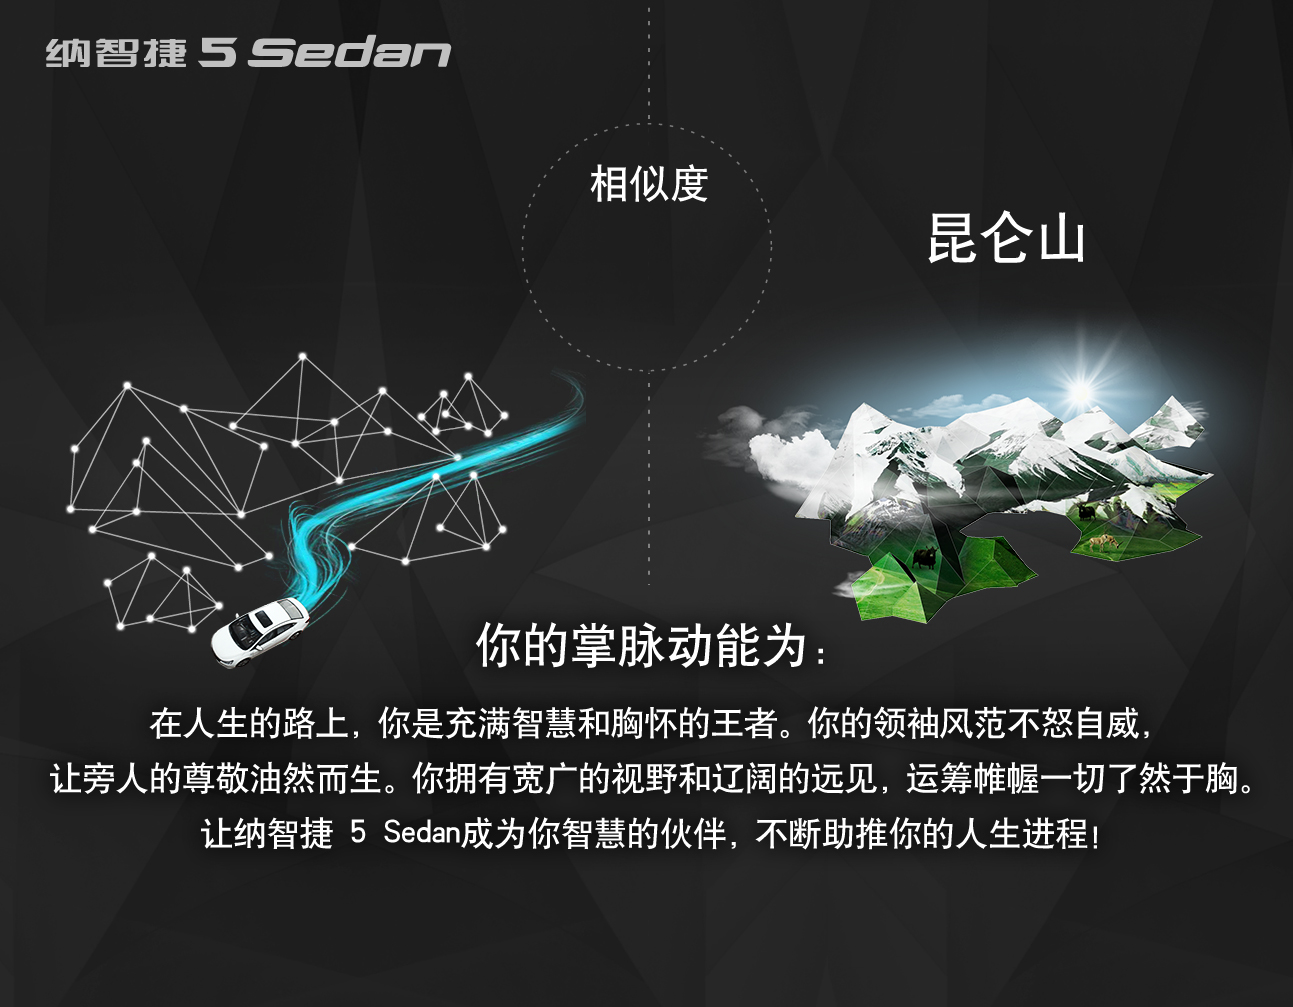 纳智捷 5 Sedan
相似度
昆仑山
你的掌脉动能为：
在人生的路上，你是充满智慧和胸怀的王者。你的领袖风范不怒自威，
让旁人的尊敬油然而生。你拥有宽广的视野和辽阔的远见，运筹帷幄一切了然于胸。
让纳智捷 5 Sedan成为你智慧的伙伴，不断助推你的人生进程！